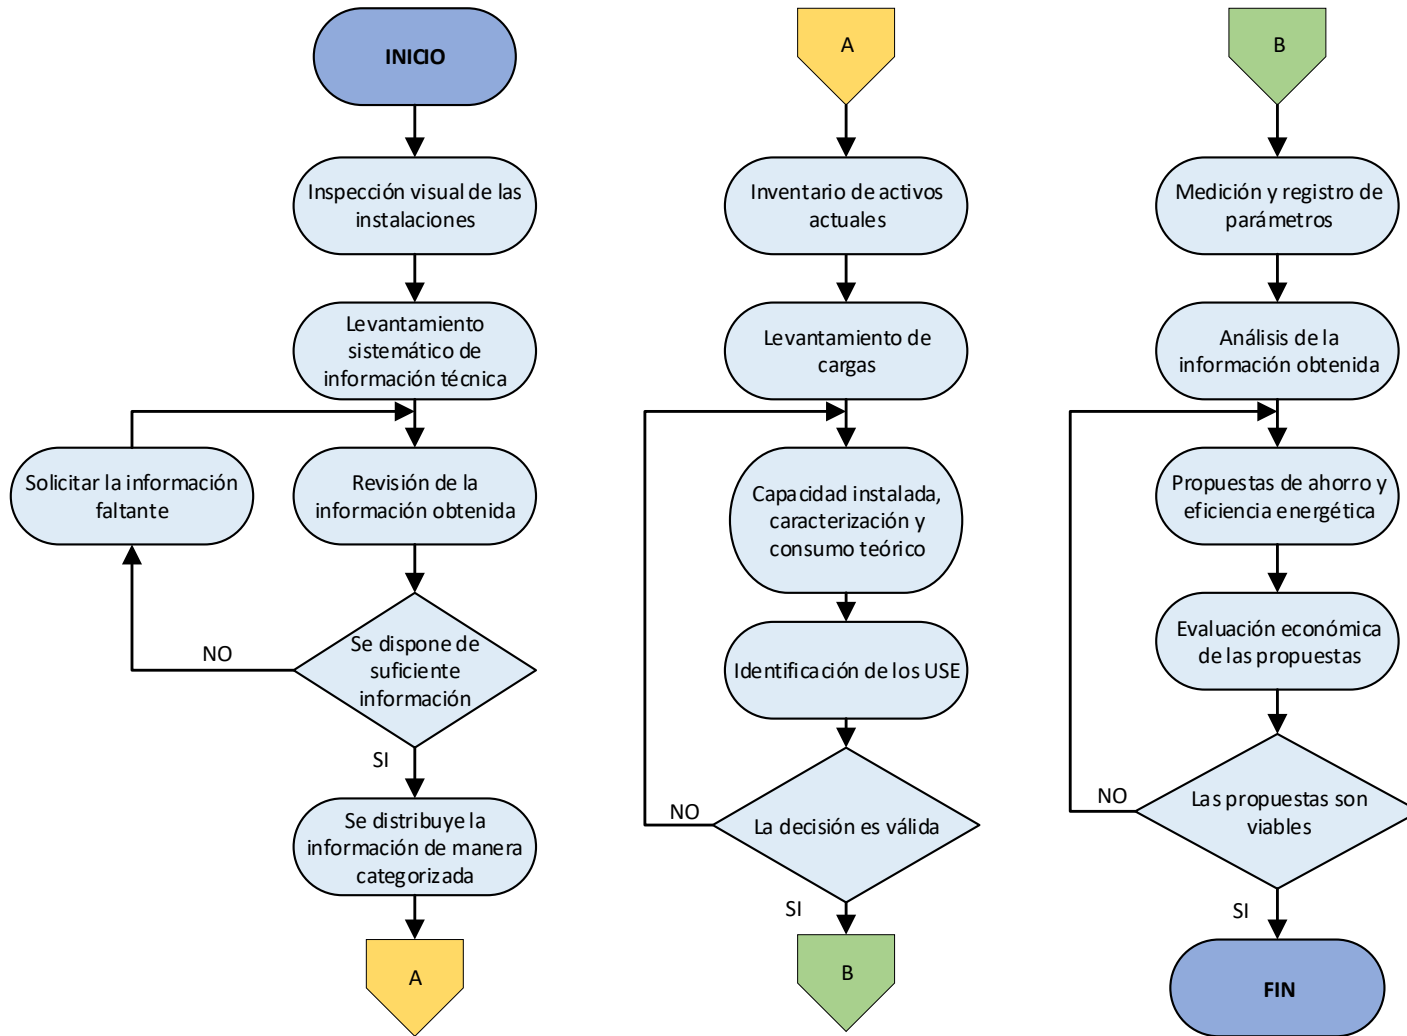 INICIO
Inspección visual de las
instalaciones
Levantamiento
sistemático de
información técnica
Solicitar la información
faltante
Revisión de la
información obtenida
NO
Se dispone de
suficiente
información
SI
Se distribuye la
información de manera
categorizada
A
A
Inventario de activos
actuales
Levantamiento de
cargas
Capacidad instalada,
caracterización y
consumo teórico
Identificación de los USE
NO
La decisión es válida
SI
B
B
Medición y registro de
parámetros
Análisis de la
información obtenida
Propuestas de ahorro y
eficiencia energética
Evaluación económica
de las propuestas
NO
Las propuestas son
viables
SI
FIN